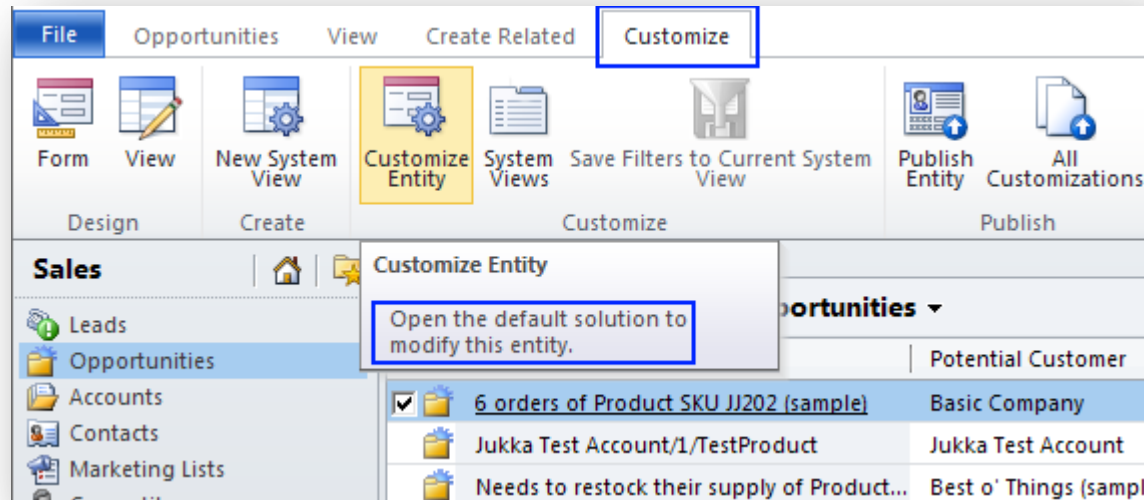 File Opportunities View Create Related Customize
Form View New System View Customize Entity System Views Save Filters to Current System View Publish Entity All Customizations
Design Create Customize Publish
Sales
Customize Entity
Open the default solution to
modify this entity.
Leads
Opportunities
Accounts
Contacts
Marketing Lists
Potential Customer
6 orders of Product SKU JJ202 (sample) Basic Company
Jukka Test Account/1/TestProduct Jukka Test Account
Needs to restock their supply of Product... Best o' Things (sampl